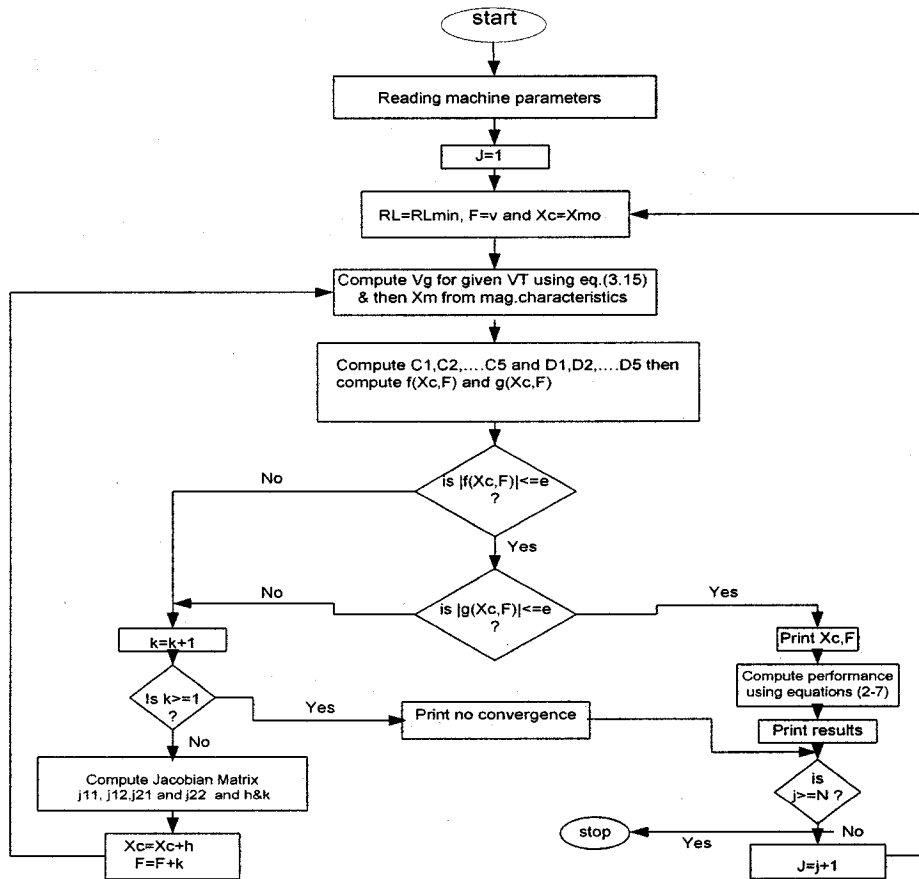 start
Reading machine parameters
J=1
RL=RLmin, F=v and Xc=Xmo
Compute Vg for given VT using eq.(3.15)
& then Xm from mag.characteristics
Compute C1,C2,....C5 and D1,D2,....D5 then
compute f(Xc,F) and g(Xc,F)
is |f(Xc,F)|<=e
?
No
Yes
is |g(Xc,F)|<=e
?
No
Yes
k=k+1
Print Xc,F
Is k>=1
?
Yes
No
Print no convergence
Compute performance
using equations (2-7)
Print results
Compute Jacobian Matrix
j11, j12,j21 and j22 and h&k
is
j>=N ?
Xc=Xc+h
F=F+k
stop
Yes
No
J=j+1